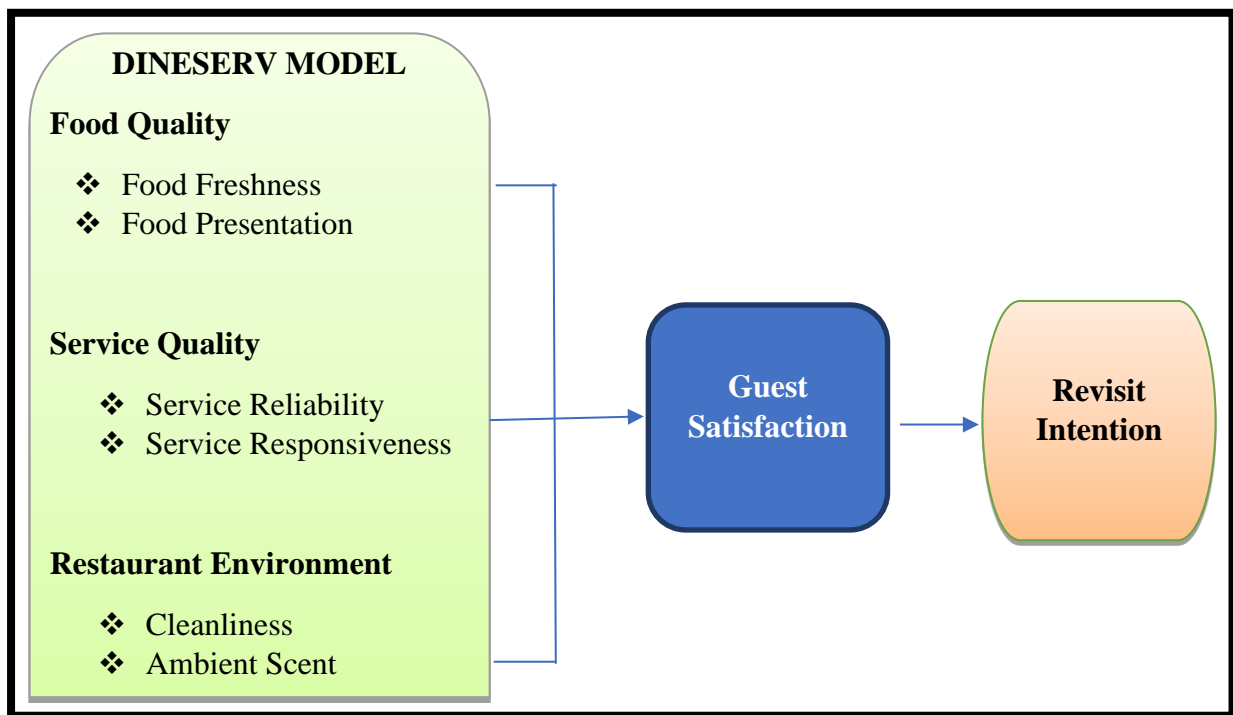 DINESERV MODEL
Food Quality
❖ Food Freshness
❖ Food Presentation
Service Quality
❖ Service Reliability
❖ Service Responsiveness
Restaurant Environment
❖ Cleanliness
❖ Ambient Scent
Guest
Satisfaction
Revisit
Intention